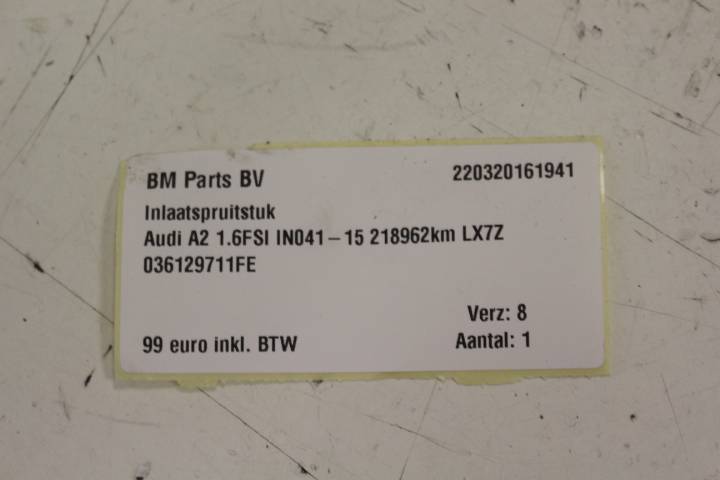 BM Parts BV 220320161941
Inlaatspruitstuk
Audi A2 1.6FSI IN041-15 218962km LX7Z
036129711FE
Verz: 8
99 euro inkl. BTW Aantal: 1